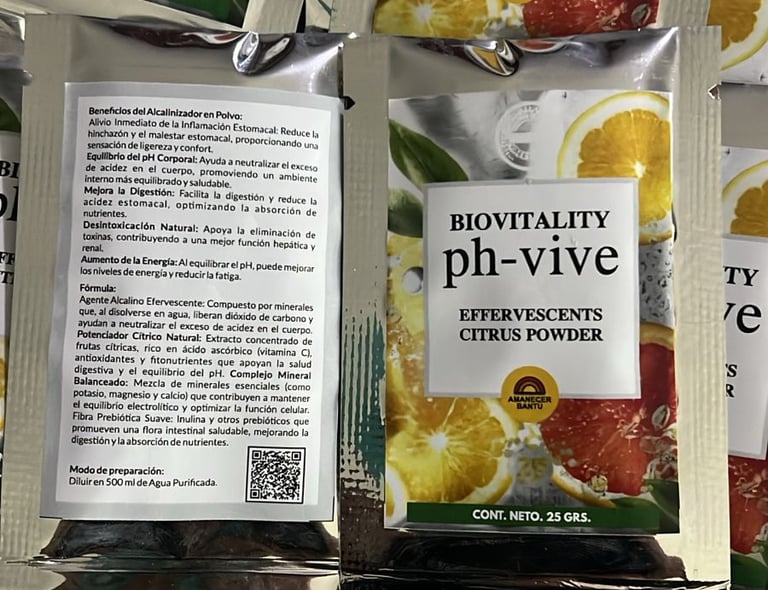 Beneficios del Alcalinizador en Polvo:
Alivio Inmediato de la Inflamación Estomacal: Reduce la
hinchazón y el malestar estomacal, proporcionando una
sensación de ligereza y confort.
Equilibrio del pH Corporal: Ayuda a neutralizar el exceso
de acidez en el cuerpo, promoviendo un ambiente
interno más equilibrado y saludable.
Mejora la Digestión: Facilita la digestión y reduce la
acidez estomacal, optimizando la absorción de
nutrientes.
Desintoxicación Natural: Apoya la eliminación de
toxinas, contribuyendo a una mejor función hepática y
renal.
Aumento de la Energía: Al equilibrar el pH, puede mejorar
los niveles de energía y reducir la fatiga.
Fórmula:
Agente Alcalino Efervescente: Compuesto por minerales
que, al disolverse en agua, liberan dióxido de carbono y
ayudan a neutralizar el exceso de acidez en el cuerpo.
Potenciador Cítrico Natural: Extracto concentrado de
frutas cítricas, rico en ácido ascórbico (vitamina C),
antioxidantes y fitonutrientes que apoyan la salud
digestiva y el equilibrio del pH. Complejo Mineral
Balanceado: Mezcla de minerales esenciales (como
potasio, magnesio y calcio) que contribuyen a mantener
el equilibrio electrolítico y optimizar la función celular.
Fibra Prebiótica Suave: Inulina y otros prebióticos que
promueven una flora intestinal saludable, mejorando la
digestión y la absorción de nutrientes.
Modo de preparación:
Diluir en 500 ml de Agua Purificada.
BIOVITALITY
ph-vive
EFFERVESCENTS
CITRUS POWDER
AMANECER
BANTU
CONT. NETO. 25 GRS.
TY
ve
S
R